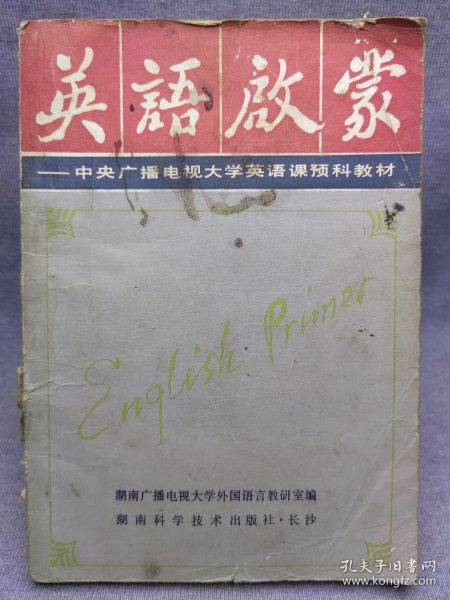 英語啟蒙
——中央广播电视大学英语课预科教材
English Primer
湖南广播电视大学外国语言教研室编
湖南科学技术出版社·长沙
孔夫子旧书网
www.kongfz.com